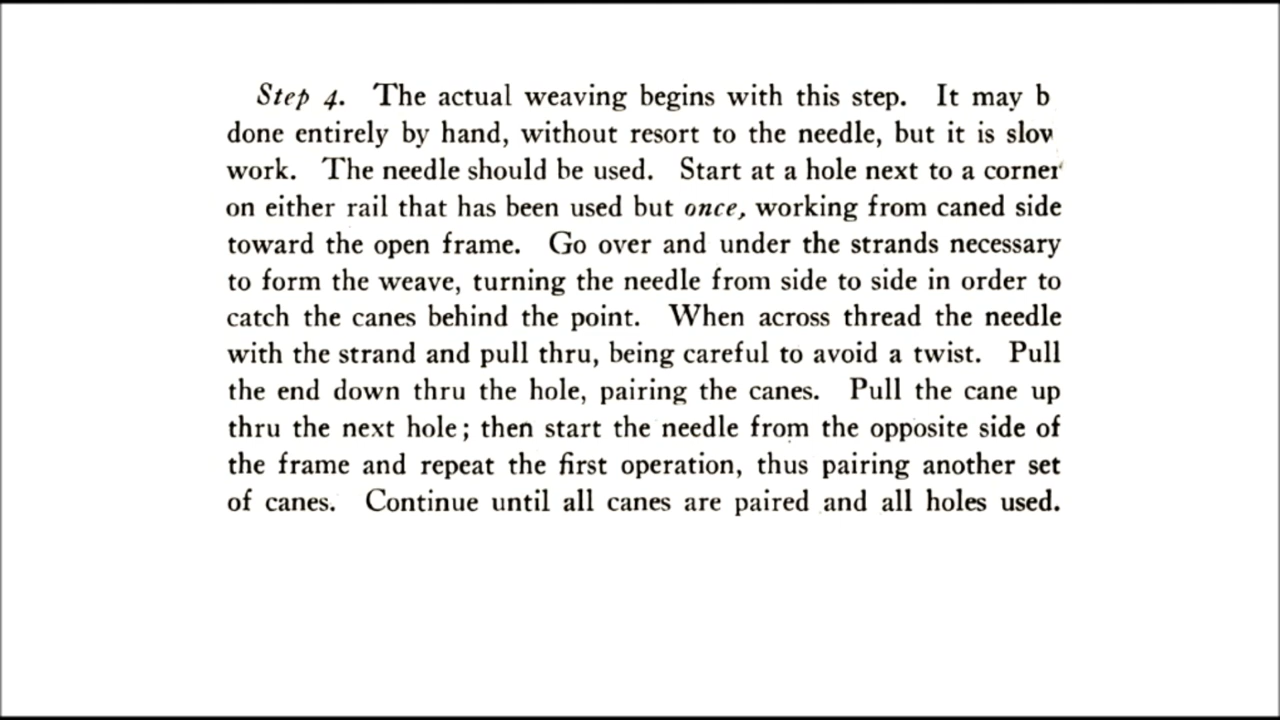 Step 4. The actual weaving begins with this step. It may b
done entirely by hand, without resort to the needle, but it is slow
work. The needle should be used. Start at a hole next to a corner
on either rail that has been used but once, working from caned side
toward the open frame. Go over and under the strands necessary
to form the weave, turning the needle from side to side in order to
catch the canes behind the point. When across thread the needle
with the strand and pull thru, being careful to avoid a twist. Pull
the end down thru the hole, pairing the canes. Pull the cane up
thru the next hole; then start the needle from the opposite side of
the frame and repeat the first operation, thus pairing another set
of canes. Continue until all canes are paired and all holes used.